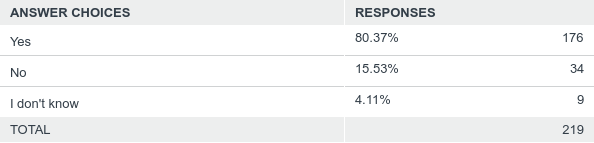 ANSWER CHOICES RESPONSES
Yes 80.37% 176
No 15.53% 34
I don't know 4.11% 9
TOTAL 219